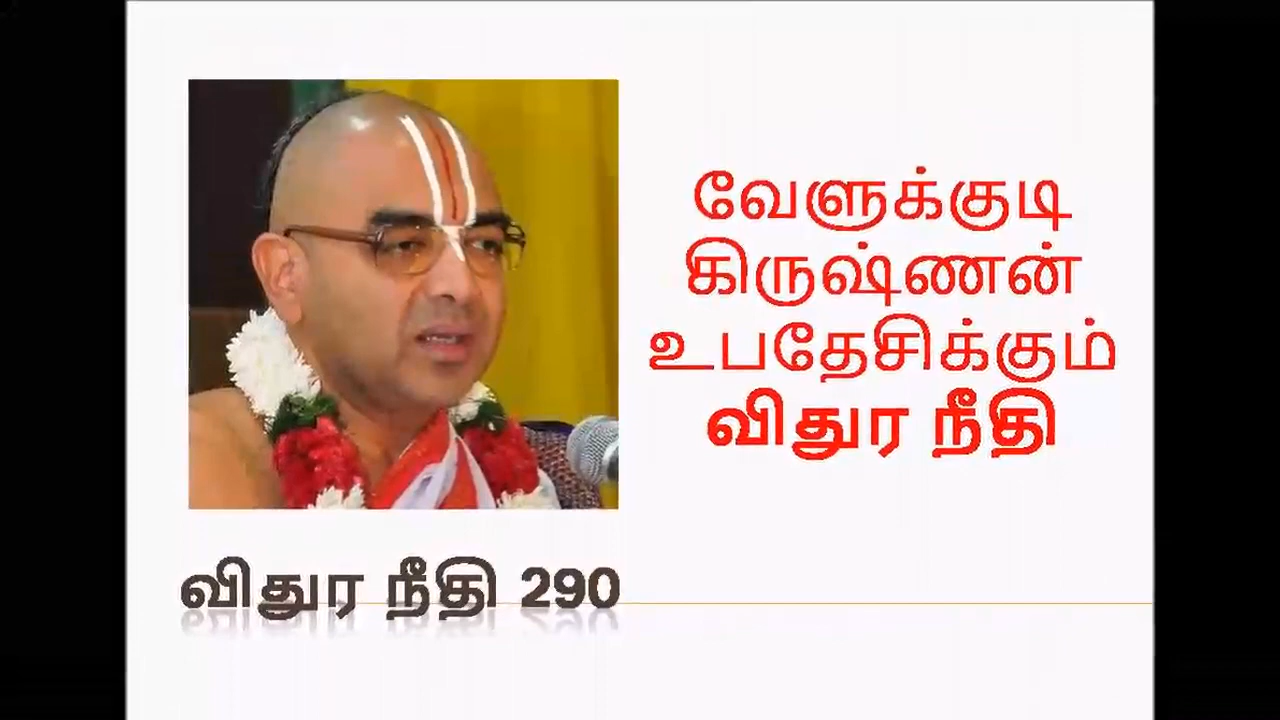 வேளுக்குடி
கிருஷ்ணன்
உபதேசிக்கும்
விதுர நீதி
விதுர நீதி 290